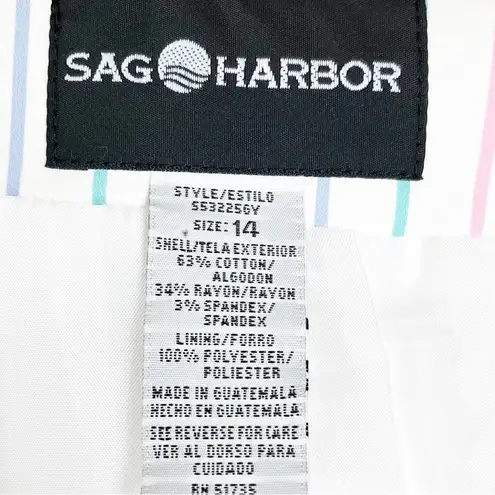 SAG HARBOR
STYLE/ESTILO
S532256Y
SIZE: 14
SHELL/TELA EXTERIOR
63% COTTON/
ALGODON
34% RAYON/RAYON
3% SPANDEX/
SPANDEX
LINING/FORRO
100% POLYESTER/
POLIESTER
MADE IN GUATEMALA
HECHO EN GUATEMALA
SEE REVERSE FOR CARE
VER AL DORSO PARA
CUIDADO
RN 51735